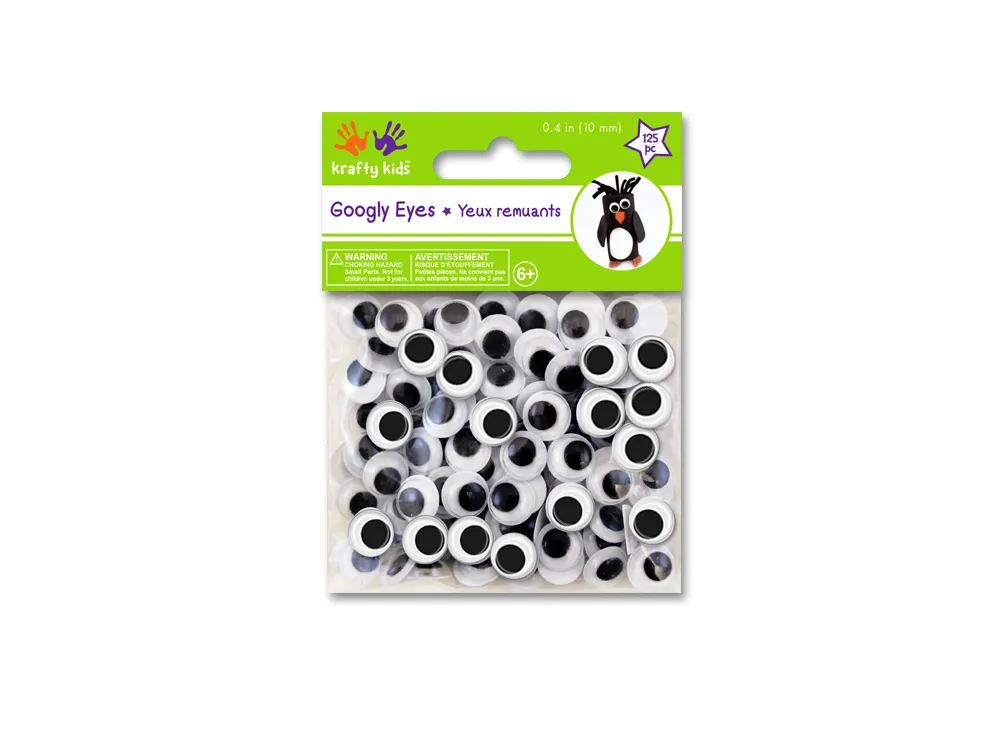 0.4 in (10 mm)
125
pc
krafty kids™
Googly Eyes ★ Yeux remuants
WARNING
CHOKING HAZARD
Small Parts. Not for
children under 3 years.
AVERTISSEMENT
RISQUE D'ÉTOUFFEMENT
Petites pièces. Ne convient pas
aux enfants de moins de 3 ans.
6+